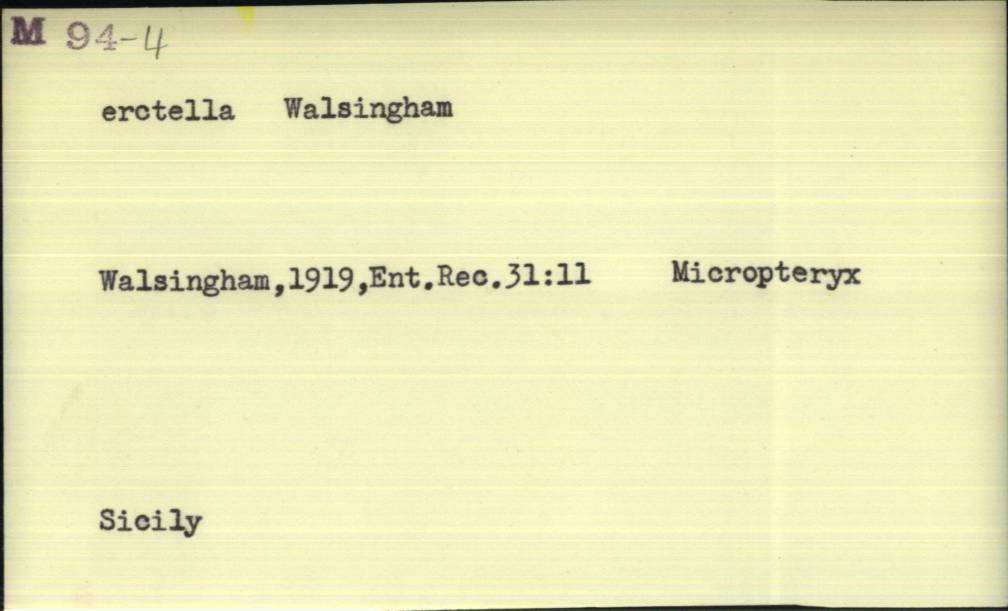 M 94-4
erctella Walsingham
Walsingham,1919,Ent.Rec.31:11 Micropteryx
Sicily